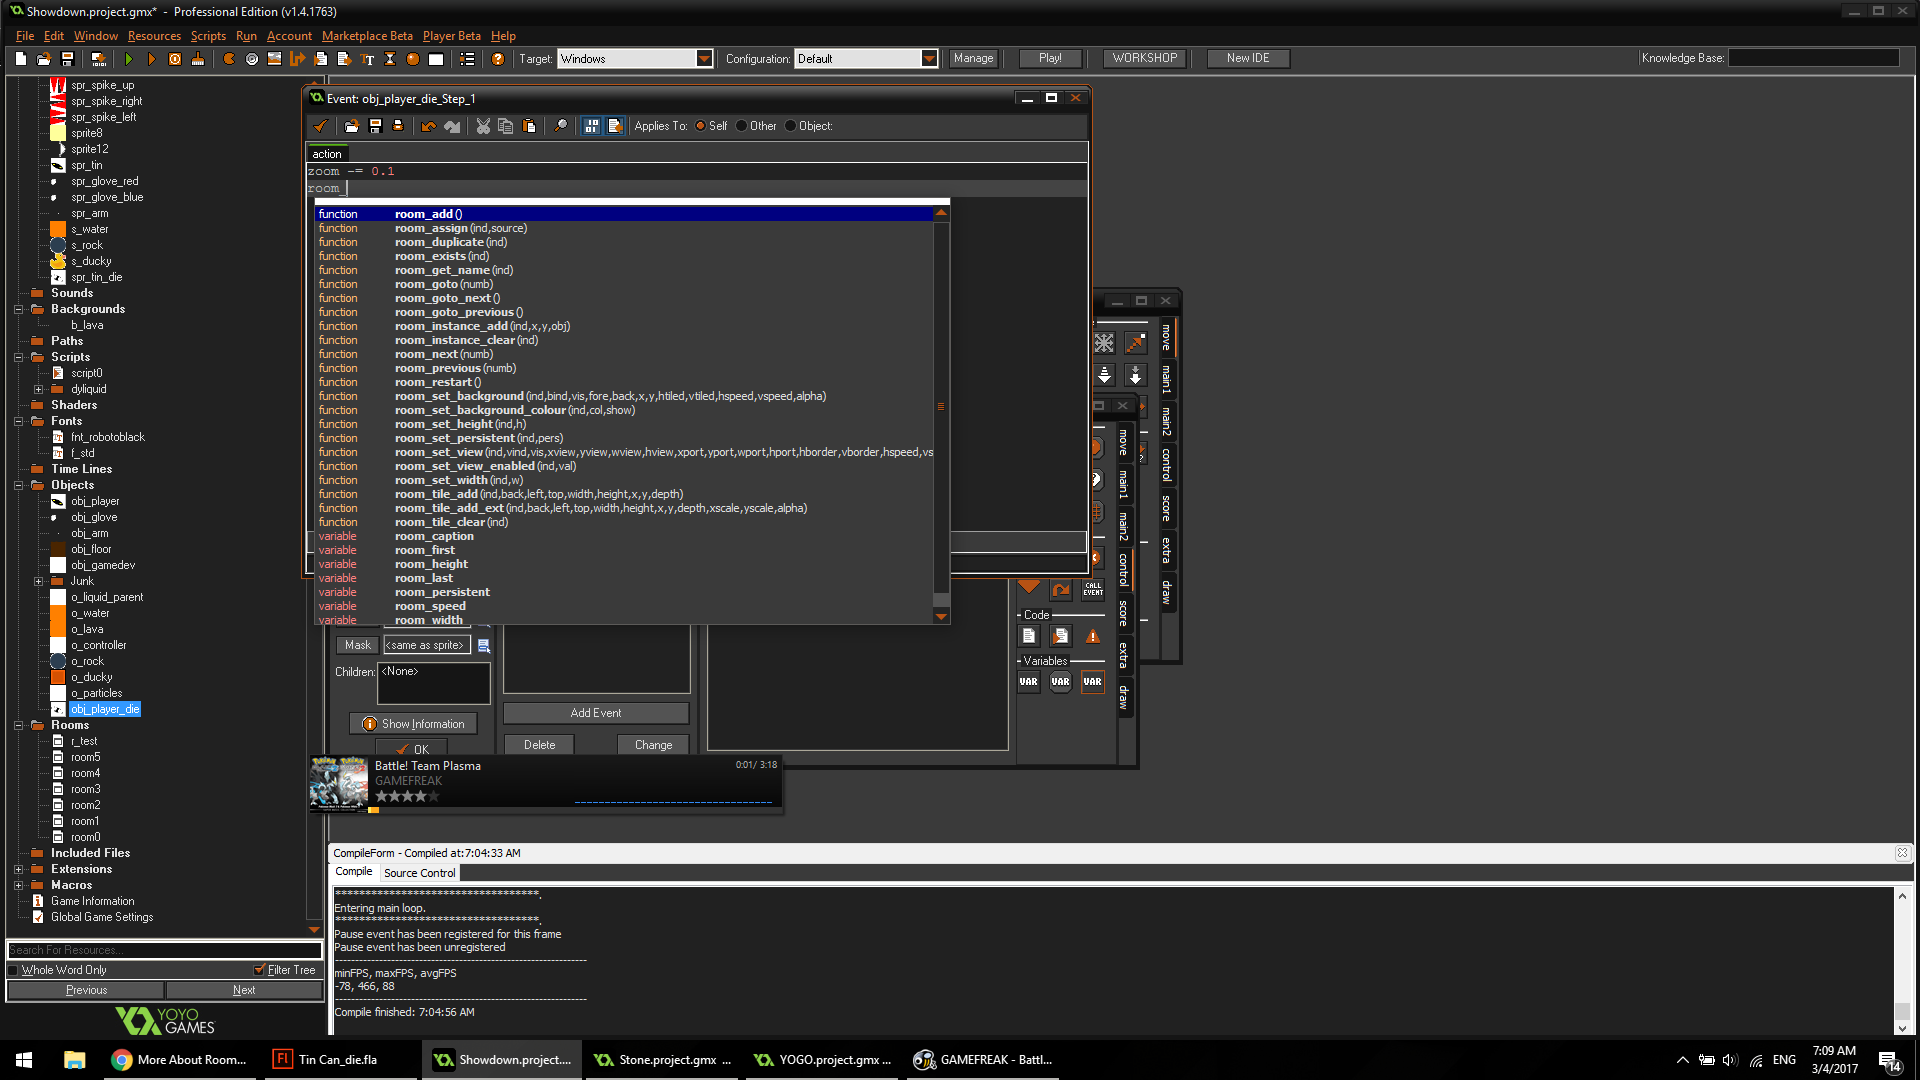 Showdown.project.gmx* - Professional Edition (v1.4.1763)
File Edit Window Resources Scripts Run Account Marketplace Beta Player Beta Help
Target: Windows Configuration: Default Manage Play! WORKSHOP New IDE Knowledge Base:
spr_spike_up
spr_spike_right
spr_spike_left
sprite8
sprite12
spr_tin
spr_glove_red
spr_glove_blue
spr_arm
s_water
s_rock
s_ducky
spr_tin_die
Sounds
Backgrounds
b_lava
Paths
Scripts
script0
dyliquid
Shaders
Fonts
fnt_robotoblack
f_std
Time Lines
Objects
obj_player
obj_glove
obj_arm
obj_floor
obj_gamedev
Junk
o_liquid_parent
o_water
o_lava
o_controller
o_rock
o_ducky
o_particles
obj_player_die
Rooms
r_test
room5
room4
room3
room2
room1
room0
Included Files
Extensions
Macros
Game Information
Global Game Settings
Search For Resources...
Whole Word Only Filter Tree
Previous Next
YOYO
GAMES
Event: obj_player_die_Step_1
Applies To: Self Other Object:
action
zoom -= 0.1
room_
function room_add()
function room_assign(ind,source)
function room_duplicate(ind)
function room_exists(ind)
function room_get_name(ind)
function room_goto(numb)
function room_goto_next()
function room_goto_previous()
function room_instance_add(ind,x,y,obj)
function room_instance_clear(ind)
function room_next(numb)
function room_previous(numb)
function room_restart()
function room_set_background(ind,bind,vis,fore,back,x,y,htiled,vtiled,hspeed,vspeed,alpha)
function room_set_background_colour(ind,col,show)
function room_set_height(ind,h)
function room_set_persistent(ind,pers)
function room_set_view(ind,vind,vis,xview,yview,wview,hview,xport,yport,wport,hport,hborder,vborder,hspeed,vs
function room_set_view_enabled(ind,val)
function room_set_width(ind,w)
function room_tile_add(ind,back,left,top,width,height,x,y,depth)
function room_tile_add_ext(ind,back,left,top,width,height,x,y,depth,xscale,yscale,alpha)
function room_tile_clear(ind)
variable room_caption
variable room_first
variable room_height
variable room_last
variable room_persistent
variable room_speed
variable room_width
Mask <same as sprite>
Children: <None>
Show Information
OK
Add Event
Delete Change
move
main1
main2
control
score
extra
draw
move
main1
main2
control
score
extra
draw
CALL
EVENT
Code
Variables
VAR VAR VAR
Battle! Team Plasma 0:01/ 3:18
GAMEFREAK
CompileForm - Compiled at:7:04:33 AM
Compile Source Control
**********************************.
Entering main loop.
**********************************.
Pause event has been registered for this frame
Pause event has been unregistered
minFPS, maxFPS, avgFPS
-78, 466, 88
Compile finished: 7:04:56 AM
More About Room... Tin Can_die.fla Showdown.project.... Stone.project.gmx ... YOGO.project.gmx ... GAMEFREAK - Battl...
ENG
7:09 AM
3/4/2017
14